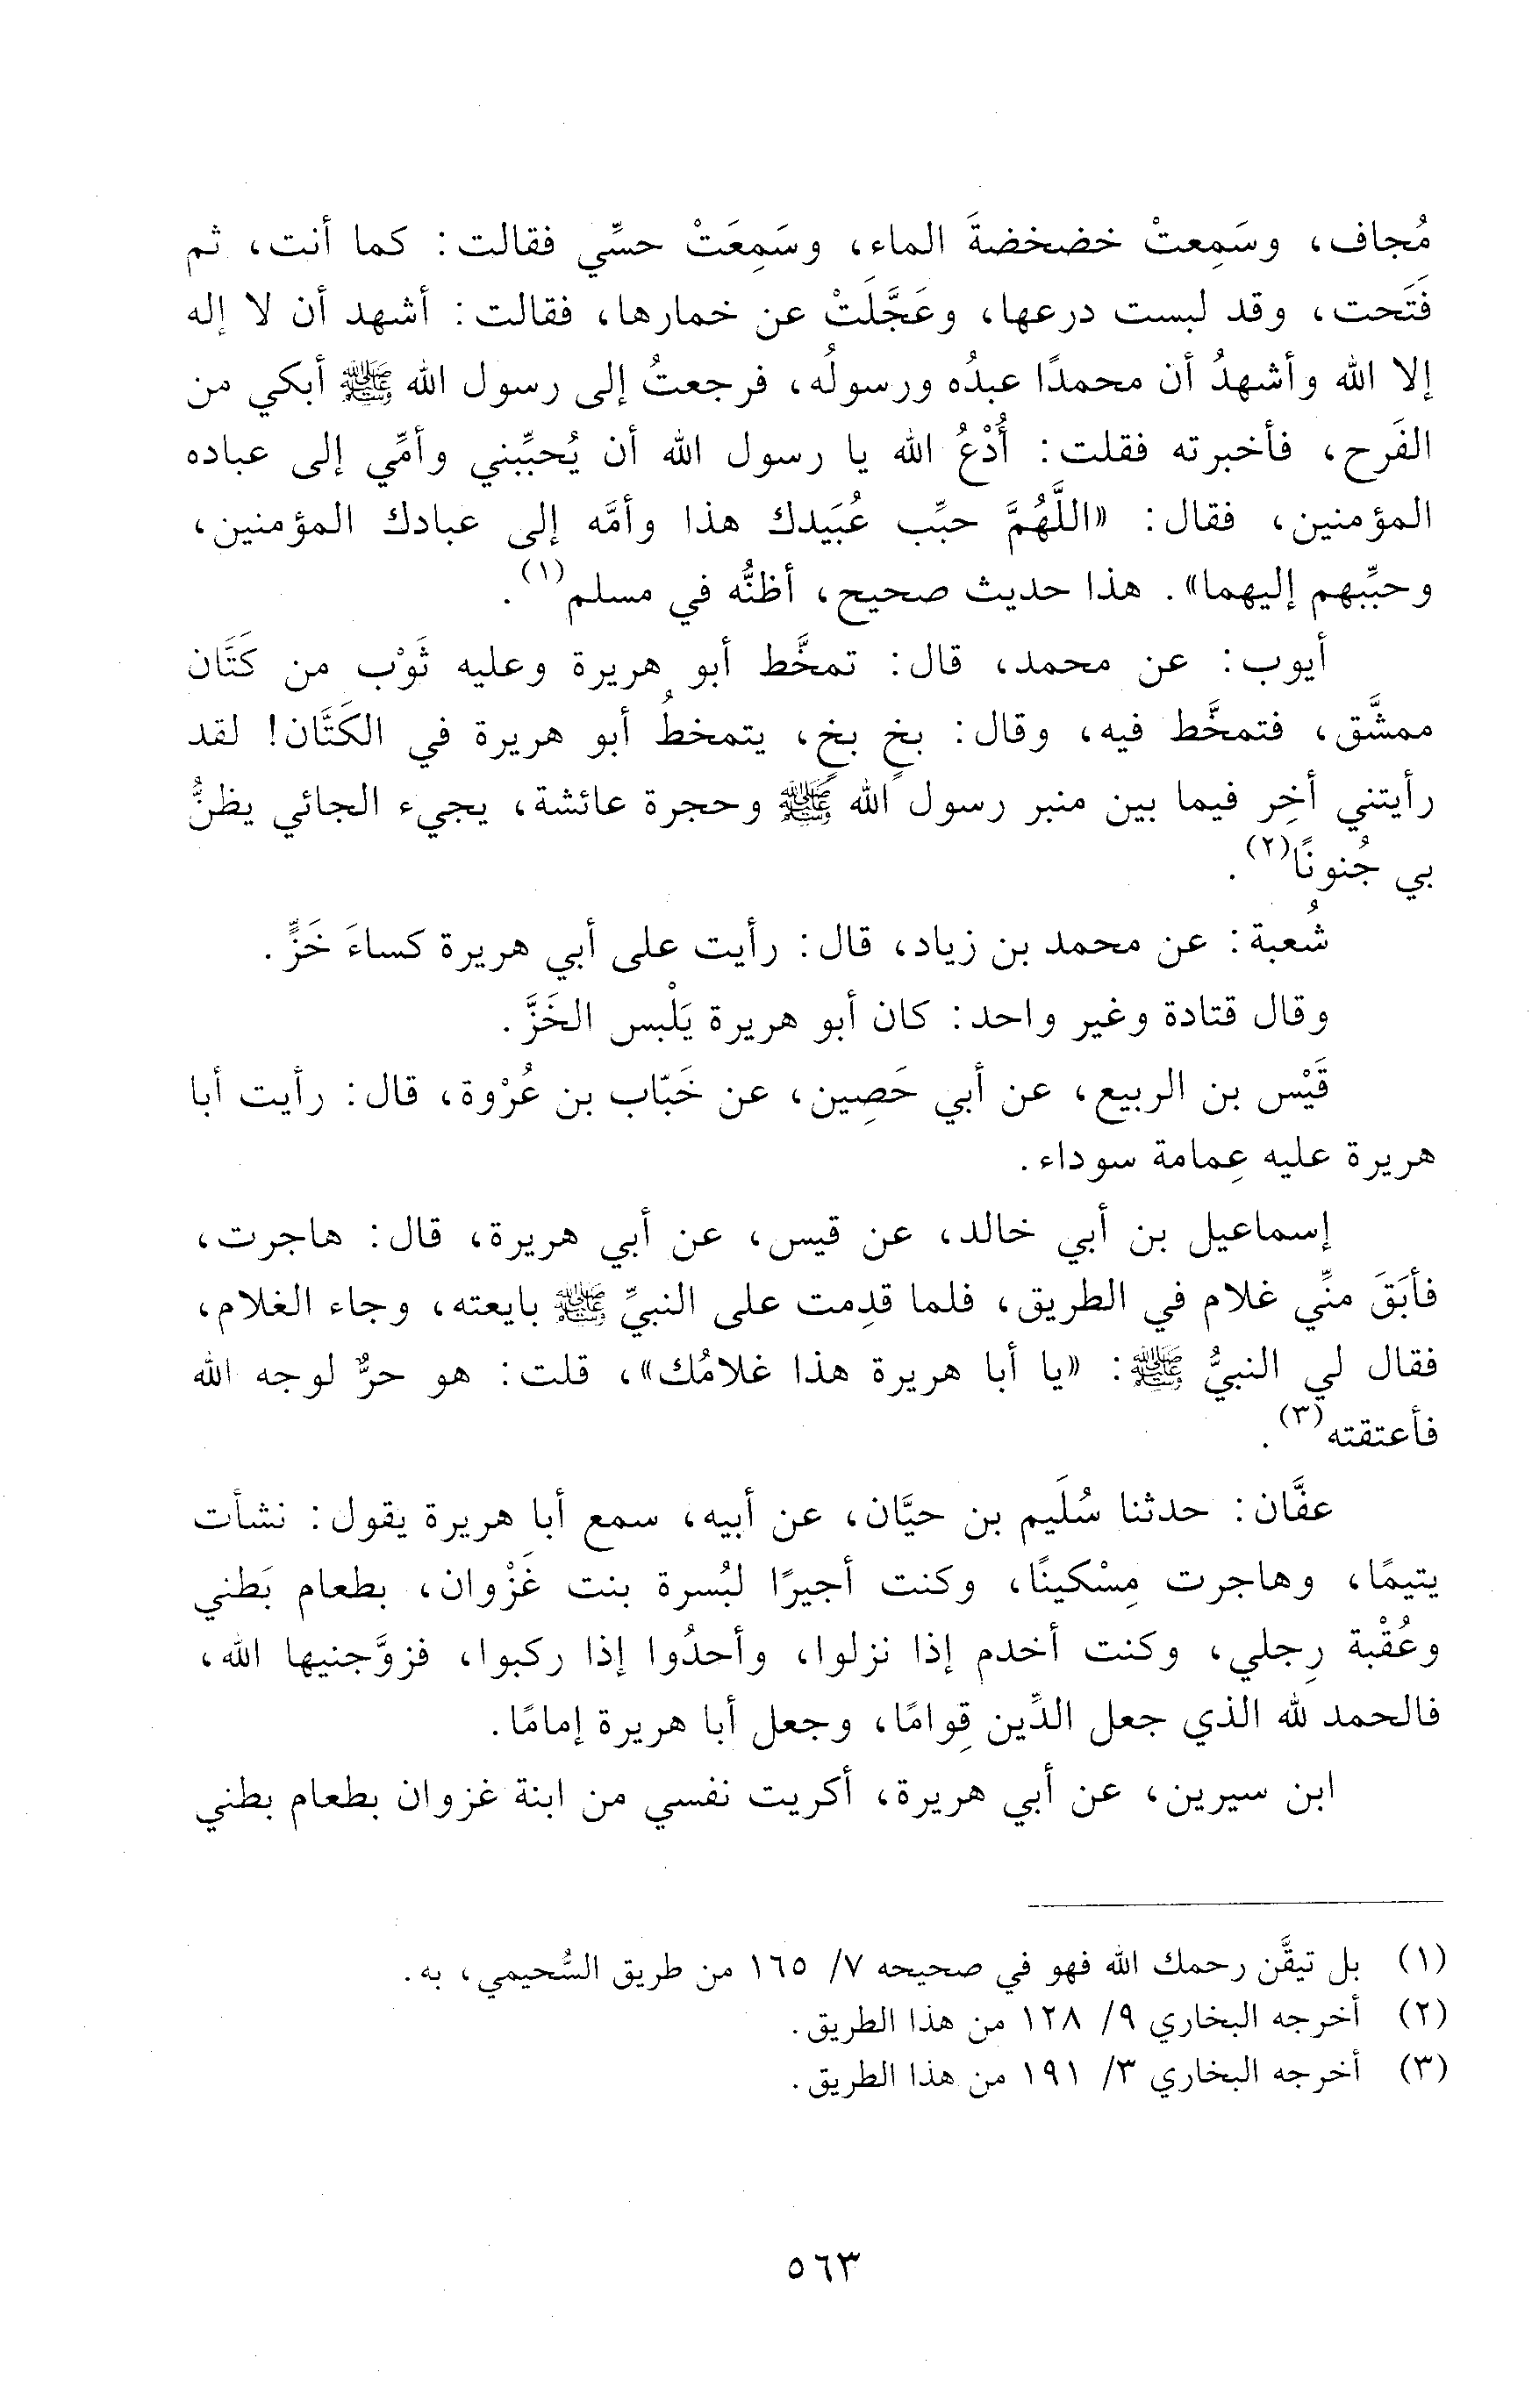 مُجاف، وسَمِعتْ خضخضةَ الماء، وسَمِعَتْ حسِّي فقالت: كما أنت، ثم
فَتَحت، وقد لبست درعها، وعَجَّلَتْ عن خمارها، فقالت: أشهد أن لا إله
إلا الله وأشهدُ أن محمدًا عبدُه ورسولُه، فرجعتُ إلى رسول الله ﷺ أبكي من
الفَرح، فأخبرته فقلت: أُدْعُ الله يا رسول الله أن يُحبِّبني وأمِّي إلى عباده
المؤمنين، فقال: «اللَّهُمَّ حبِّب عُبَيدك هذا وأمَّه إلى عبادك المؤمنين،
وحبِّبهم إليهما». هذا حديث صحيح، أظنُّه في مسلم(١).
أيوب: عن محمد، قال: تمخَّط أبو هريرة وعليه ثَوْب من كَتَان
ممشَّق، فتمخَّط فيه، وقال: بخٍ بخٍ، يتمخطُ أبو هريرة في الكَتَّان! لقد
رأيتني أخِر فيما بين منبر رسول الله ﷺ وحجرة عائشة، يجيء الجائي يظنُّ
بي جُنونًا(٢).
شُعبة: عن محمد بن زياد، قال: رأيت على أبي هريرة كساءَ خَزٍّ.
وقال قتادة وغير واحد: كان أبو هريرة يَلْبس الخَزَّ.
قَيْس بن الربيع، عن أبي حَصِين، عن خَبّاب بن عُرْوة، قال: رأيت أبا
هريرة عليه عِمامة سوداء.
إسماعيل بن أبي خالد، عن قيس، عن أبي هريرة، قال: هاجرت،
فأبَقَ منِّي غلام في الطريق، فلما قدِمت على النبيِّ ﷺ بايعته، وجاء الغلام،
فقال لي النبيُّ ﷺ: «يا أبا هريرة هذا غلامُك»، قلت: هو حرٌّ لوجه الله
فأعتقته(٣).
عفَّان: حدثنا سُلَيم بن حيَّان، عن أبيه، سمع أبا هريرة يقول: نشأت
يتيمًا، وهاجرت مِسْكينًا، وكنت أجيرًا لبُسرة بنت غَزْوان، بطعام بَطني
وعُقْبة رِجلي، وكنت أخدم إذا نزلوا، وأحدُوا إذا ركبوا، فزوَّجنيها الله،
فالحمد لله الذي جعل الدِّين قِوامًا، وجعل أبا هريرة إمامًا.
ابن سيرين، عن أبي هريرة، أكريت نفسي من ابنة غزوان بطعام بطني
(١) بل تيقَّن رحمك الله فهو في صحيحه ٧/ ١٦٥ من طريق السُّحيمي، به.
(٢) أخرجه البخاري ٩/ ١٢٨ من هذا الطريق.
(٣) أخرجه البخاري ٣/ ١٩١ من هذا الطريق.
٥٦٣